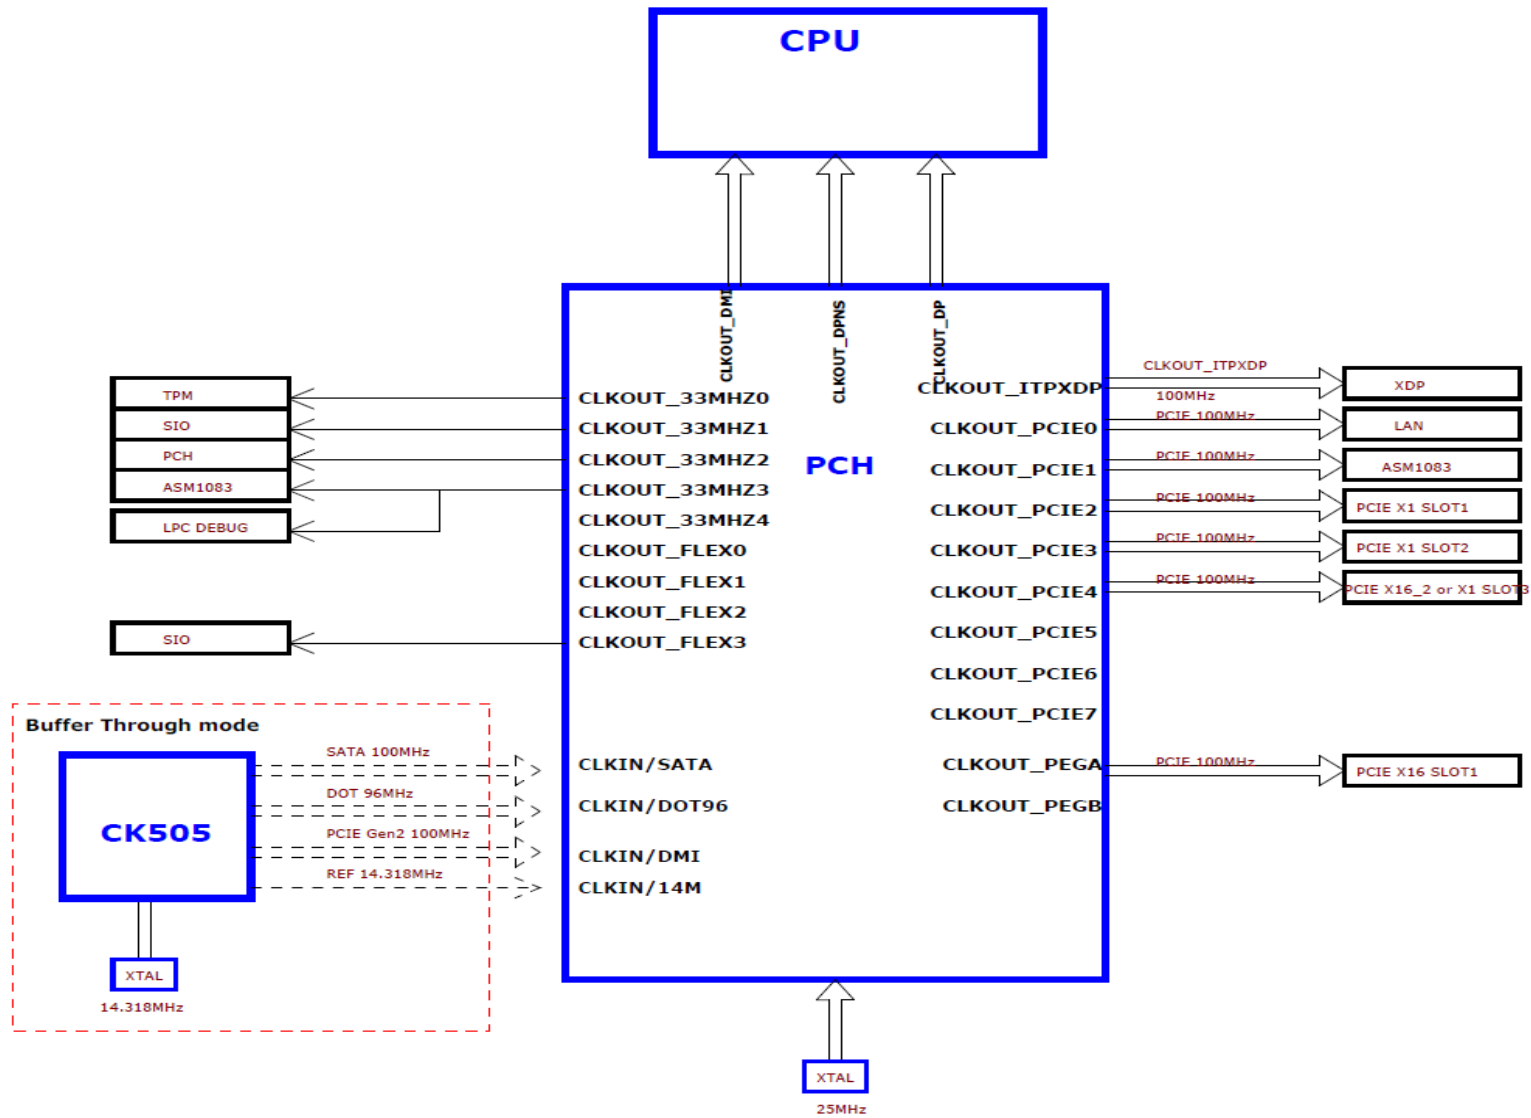 CPU
CLKOUT_DMI
CLKOUT_DPNS
CLKOUT_DP
PCH
TPM
SIO
PCH
ASM1083
LPC DEBUG
SIO
CLKOUT_33MHZ0
CLKOUT_33MHZ1
CLKOUT_33MHZ2
CLKOUT_33MHZ3
CLKOUT_33MHZ4
CLKOUT_FLEX0
CLKOUT_FLEX1
CLKOUT_FLEX2
CLKOUT_FLEX3
CLKIN/SATA
CLKIN/DOT96
CLKIN/DMI
CLKIN/14M
CLKOUT_ITPXDP
CLKOUT_PCIE0
CLKOUT_PCIE1
CLKOUT_PCIE2
CLKOUT_PCIE3
CLKOUT_PCIE4
CLKOUT_PCIE5
CLKOUT_PCIE6
CLKOUT_PCIE7
CLKOUT_PEGA
CLKOUT_PEGB
CLKOUT_ITPXDP
100MHz
PCIE 100MHz
PCIE 100MHz
PCIE 100MHz
PCIE 100MHz
PCIE 100MHz
PCIE 100MHz
XDP
LAN
ASM1083
PCIE X1 SLOT1
PCIE X1 SLOT2
PCIE X16_2 or X1 SLOT3
PCIE X16 SLOT1
Buffer Through mode
CK505
SATA 100MHz
DOT 96MHz
PCIE Gen2 100MHz
REF 14.318MHz
XTAL
14.318MHz
XTAL
25MHz